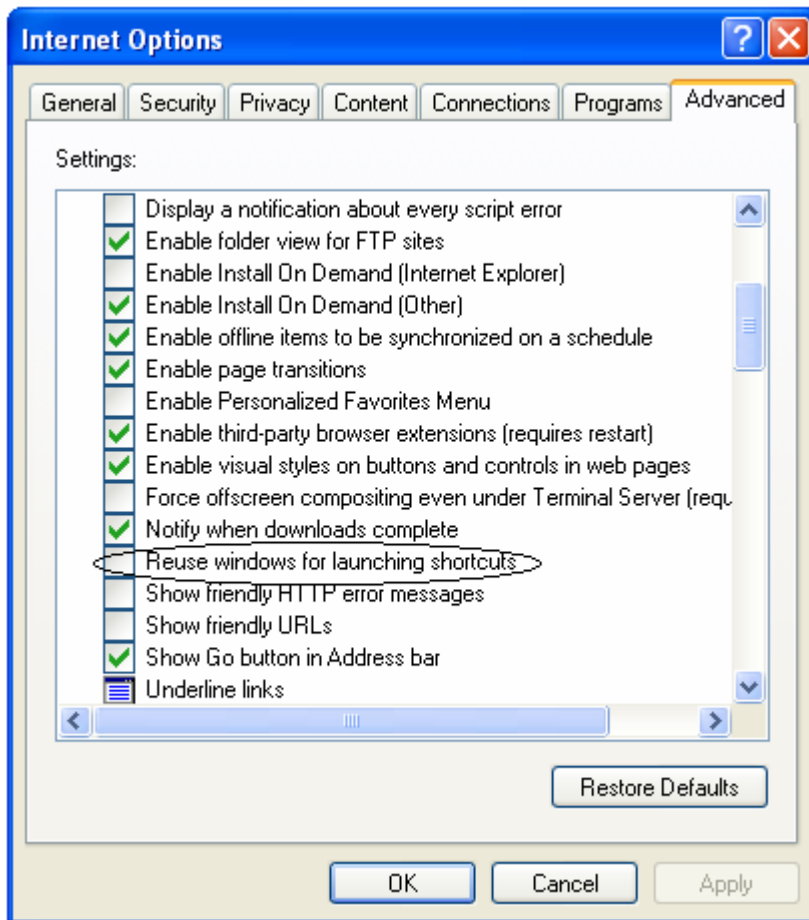 Internet Options
General Security Privacy Content Connections Programs Advanced
Settings:
Display a notification about every script error
Enable folder view for FTP sites
Enable Install On Demand (Internet Explorer)
Enable Install On Demand (Other)
Enable offline items to be synchronized on a schedule
Enable page transitions
Enable Personalized Favorites Menu
Enable third-party browser extensions (requires restart)
Enable visual styles on buttons and controls in web pages
Force offscreen compositing even under Terminal Server (requ
Notify when downloads complete
Reuse windows for launching shortcuts
Show friendly HTTP error messages
Show friendly URLs
Show Go button in Address bar
Underline links
Restore Defaults
OK Cancel Apply